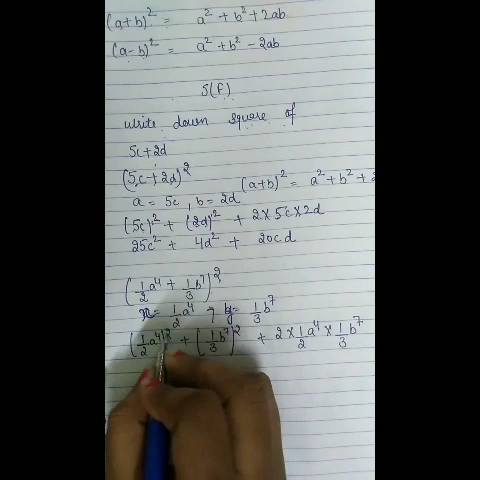 (a+b)² = a² + b² + 2ab
(a-b)² = a² + b² - 2ab
5(f)
write down square of
5c+2d
(5c+2d)²
a = 5c, b = 2d (a+b)² = a² + b² + 2
(5c)² + (2d)² + 2×5c×2d
25c² + 4d² + 20cd
(1/2 a⁴ + 1/3 b⁷)²
x = 1/2 a⁴, y = 1/3 b⁷
(1/2 a⁴)² + (1/3 b⁷)² + 2 × 1/2 a⁴ × 1/3 b⁷